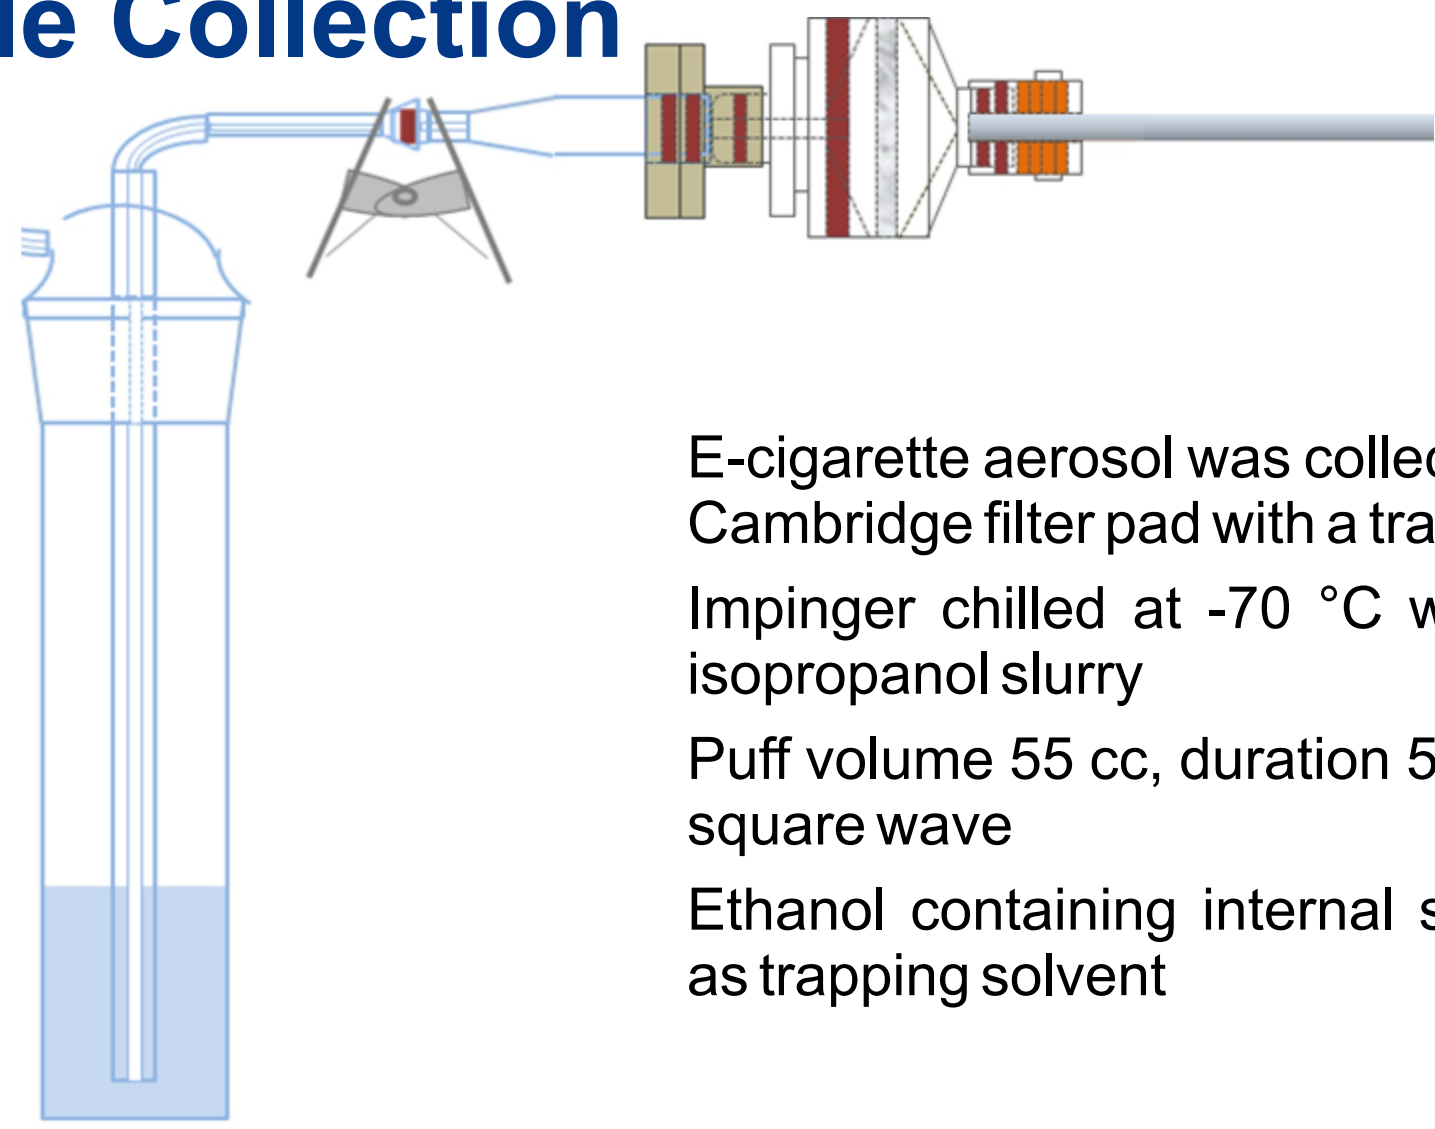 le Collection
E-cigarette aerosol was collec
Cambridge filter pad with a tra
Impinger chilled at -70 °C w
isopropanol slurry
Puff volume 55 cc, duration 5
square wave
Ethanol containing internal s
as trapping solvent